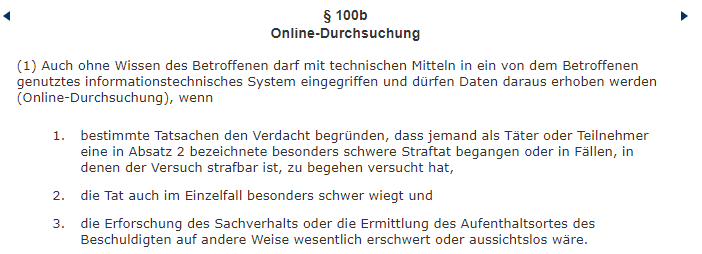 § 100b
Online-Durchsuchung
(1) Auch ohne Wissen des Betroffenen darf mit technischen Mitteln in ein von dem Betroffenen
genutztes informationstechnisches System eingegriffen und dürfen Daten daraus erhoben werden
(Online-Durchsuchung), wenn
1. bestimmte Tatsachen den Verdacht begründen, dass jemand als Täter oder Teilnehmer
eine in Absatz 2 bezeichnete besonders schwere Straftat begangen oder in Fällen, in
denen der Versuch strafbar ist, zu begehen versucht hat,
2. die Tat auch im Einzelfall besonders schwer wiegt und
3. die Erforschung des Sachverhalts oder die Ermittlung des Aufenthaltsortes des
Beschuldigten auf andere Weise wesentlich erschwert oder aussichtslos wäre.